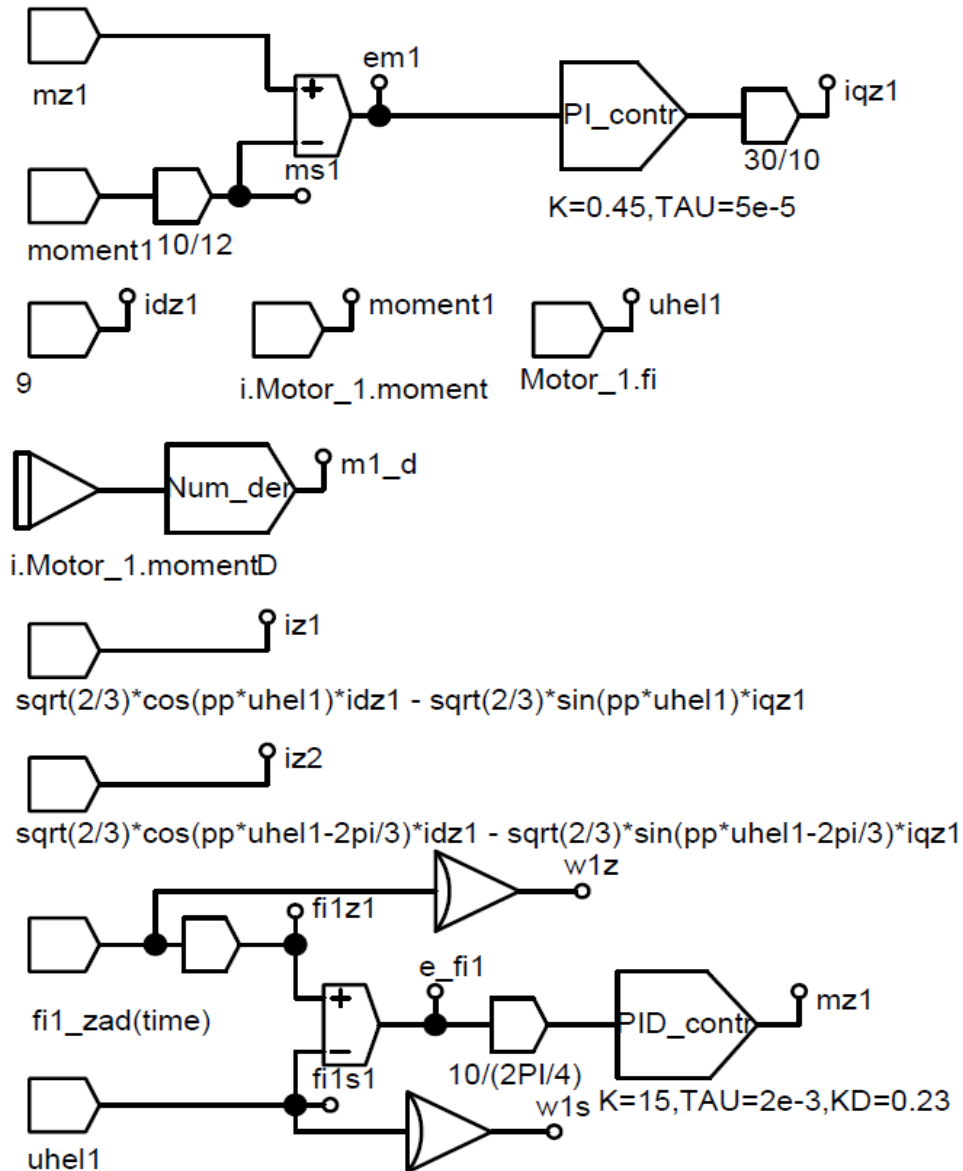 em1
iqz1
+
PI_contr
mz1
−
30/10
ms1
K=0.45,TAU=5e-5
moment1
10/12
idz1
moment1
uhel1
9
i.Motor_1.moment
Motor_1.fi
m1_d
Num_der
i.Motor_1.momentD
iz1
sqrt(2/3)*cos(pp*uhel1)*idz1 - sqrt(2/3)*sin(pp*uhel1)*iqz1
iz2
sqrt(2/3)*cos(pp*uhel1-2pi/3)*idz1 - sqrt(2/3)*sin(pp*uhel1-2pi/3)*iqz1
w1z
fi1z1
e_fi1
+
mz1
fi1_zad(time)
PID_contr
−
10/(2PI/4)
fi1s1
w1s
K=15,TAU=2e-3,KD=0.23
uhel1